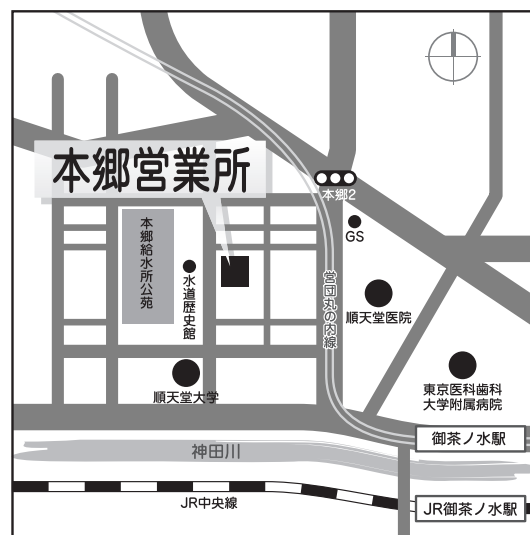 本郷営業所
本郷2
GS
本郷給水所公苑
水道歴史館
営団丸の内線
順天堂医院
順天堂大学
東京医科歯科
大学附属病院
御茶ノ水駅
神田川
JR中央線
JR御茶ノ水駅